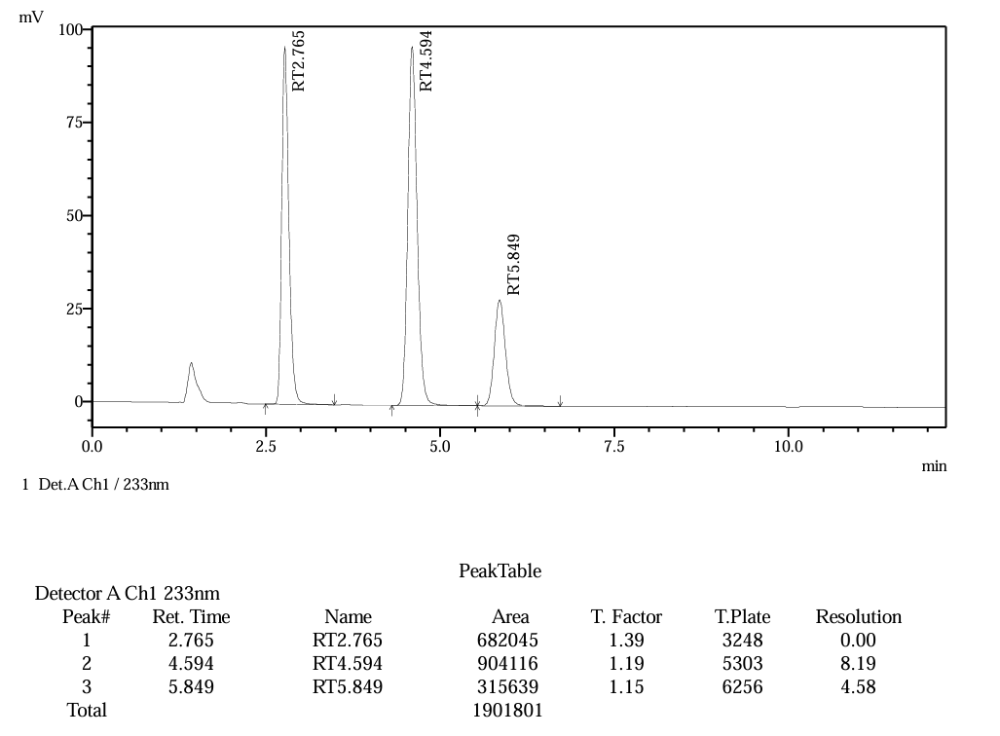 mV
100
RT2.765
RT4.594
75
50
RT5.849
25
0
0.0 2.5 5.0 7.5 10.0
min
1 Det.A Ch1 / 233nm
PeakTable
Detector A Ch1 233nm
Peak# Ret. Time Name Area T. Factor T.Plate Resolution
1 2.765 RT2.765 682045 1.39 3248 0.00
2 4.594 RT4.594 904116 1.19 5303 8.19
3 5.849 RT5.849 315639 1.15 6256 4.58
Total 1901801